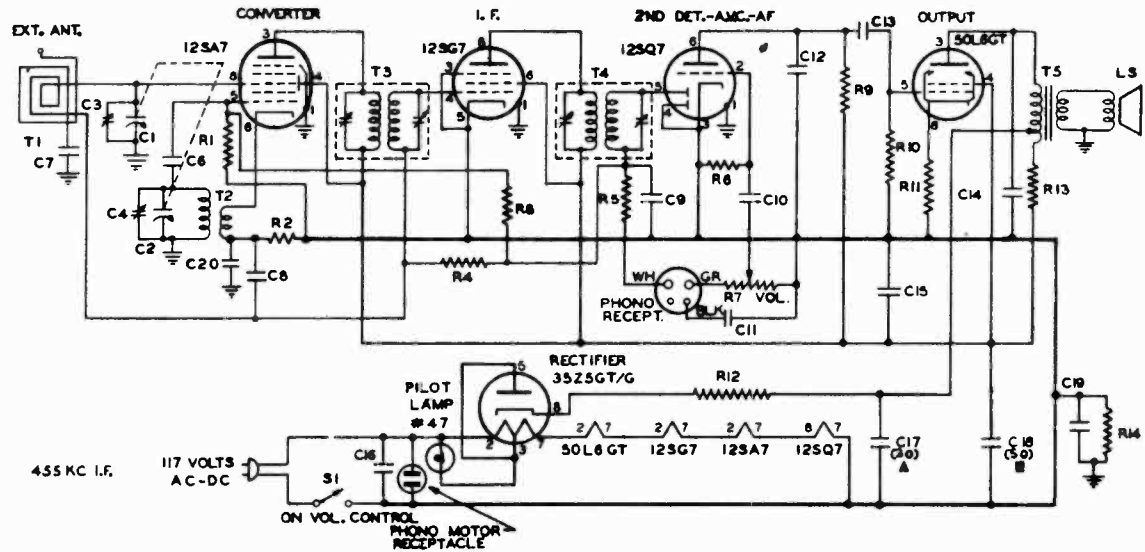 CONVERTER
I.F.
2ND DET.-AMC.-AF
OUTPUT
EXT. ANT.
12SA7
12SG7
12SQ7
C13
50L6GT
C12
T3
T4
T5
LS
C3
C1
R9
T1
C7
C6
R1
R10
R6
C4
T2
R8
R5
C9
C10
R11
C14
R13
C2
R2
C20
C8
R4
WH
GR.
R7
VOL.
PHONO
RECEPT.
BLK
C11
C15
RECTIFIER
35Z5GT/G
PILOT
LAMP
#47
R12
C19
R14
50L6GT
12SG7
12SA7
12SQ7
C17
(50)
C18
(50)
455 KC I.F.
117 VOLTS
AC-DC
C16
S1
ON VOL. CONTROL
PHONO MOTOR
RECEPTACLE